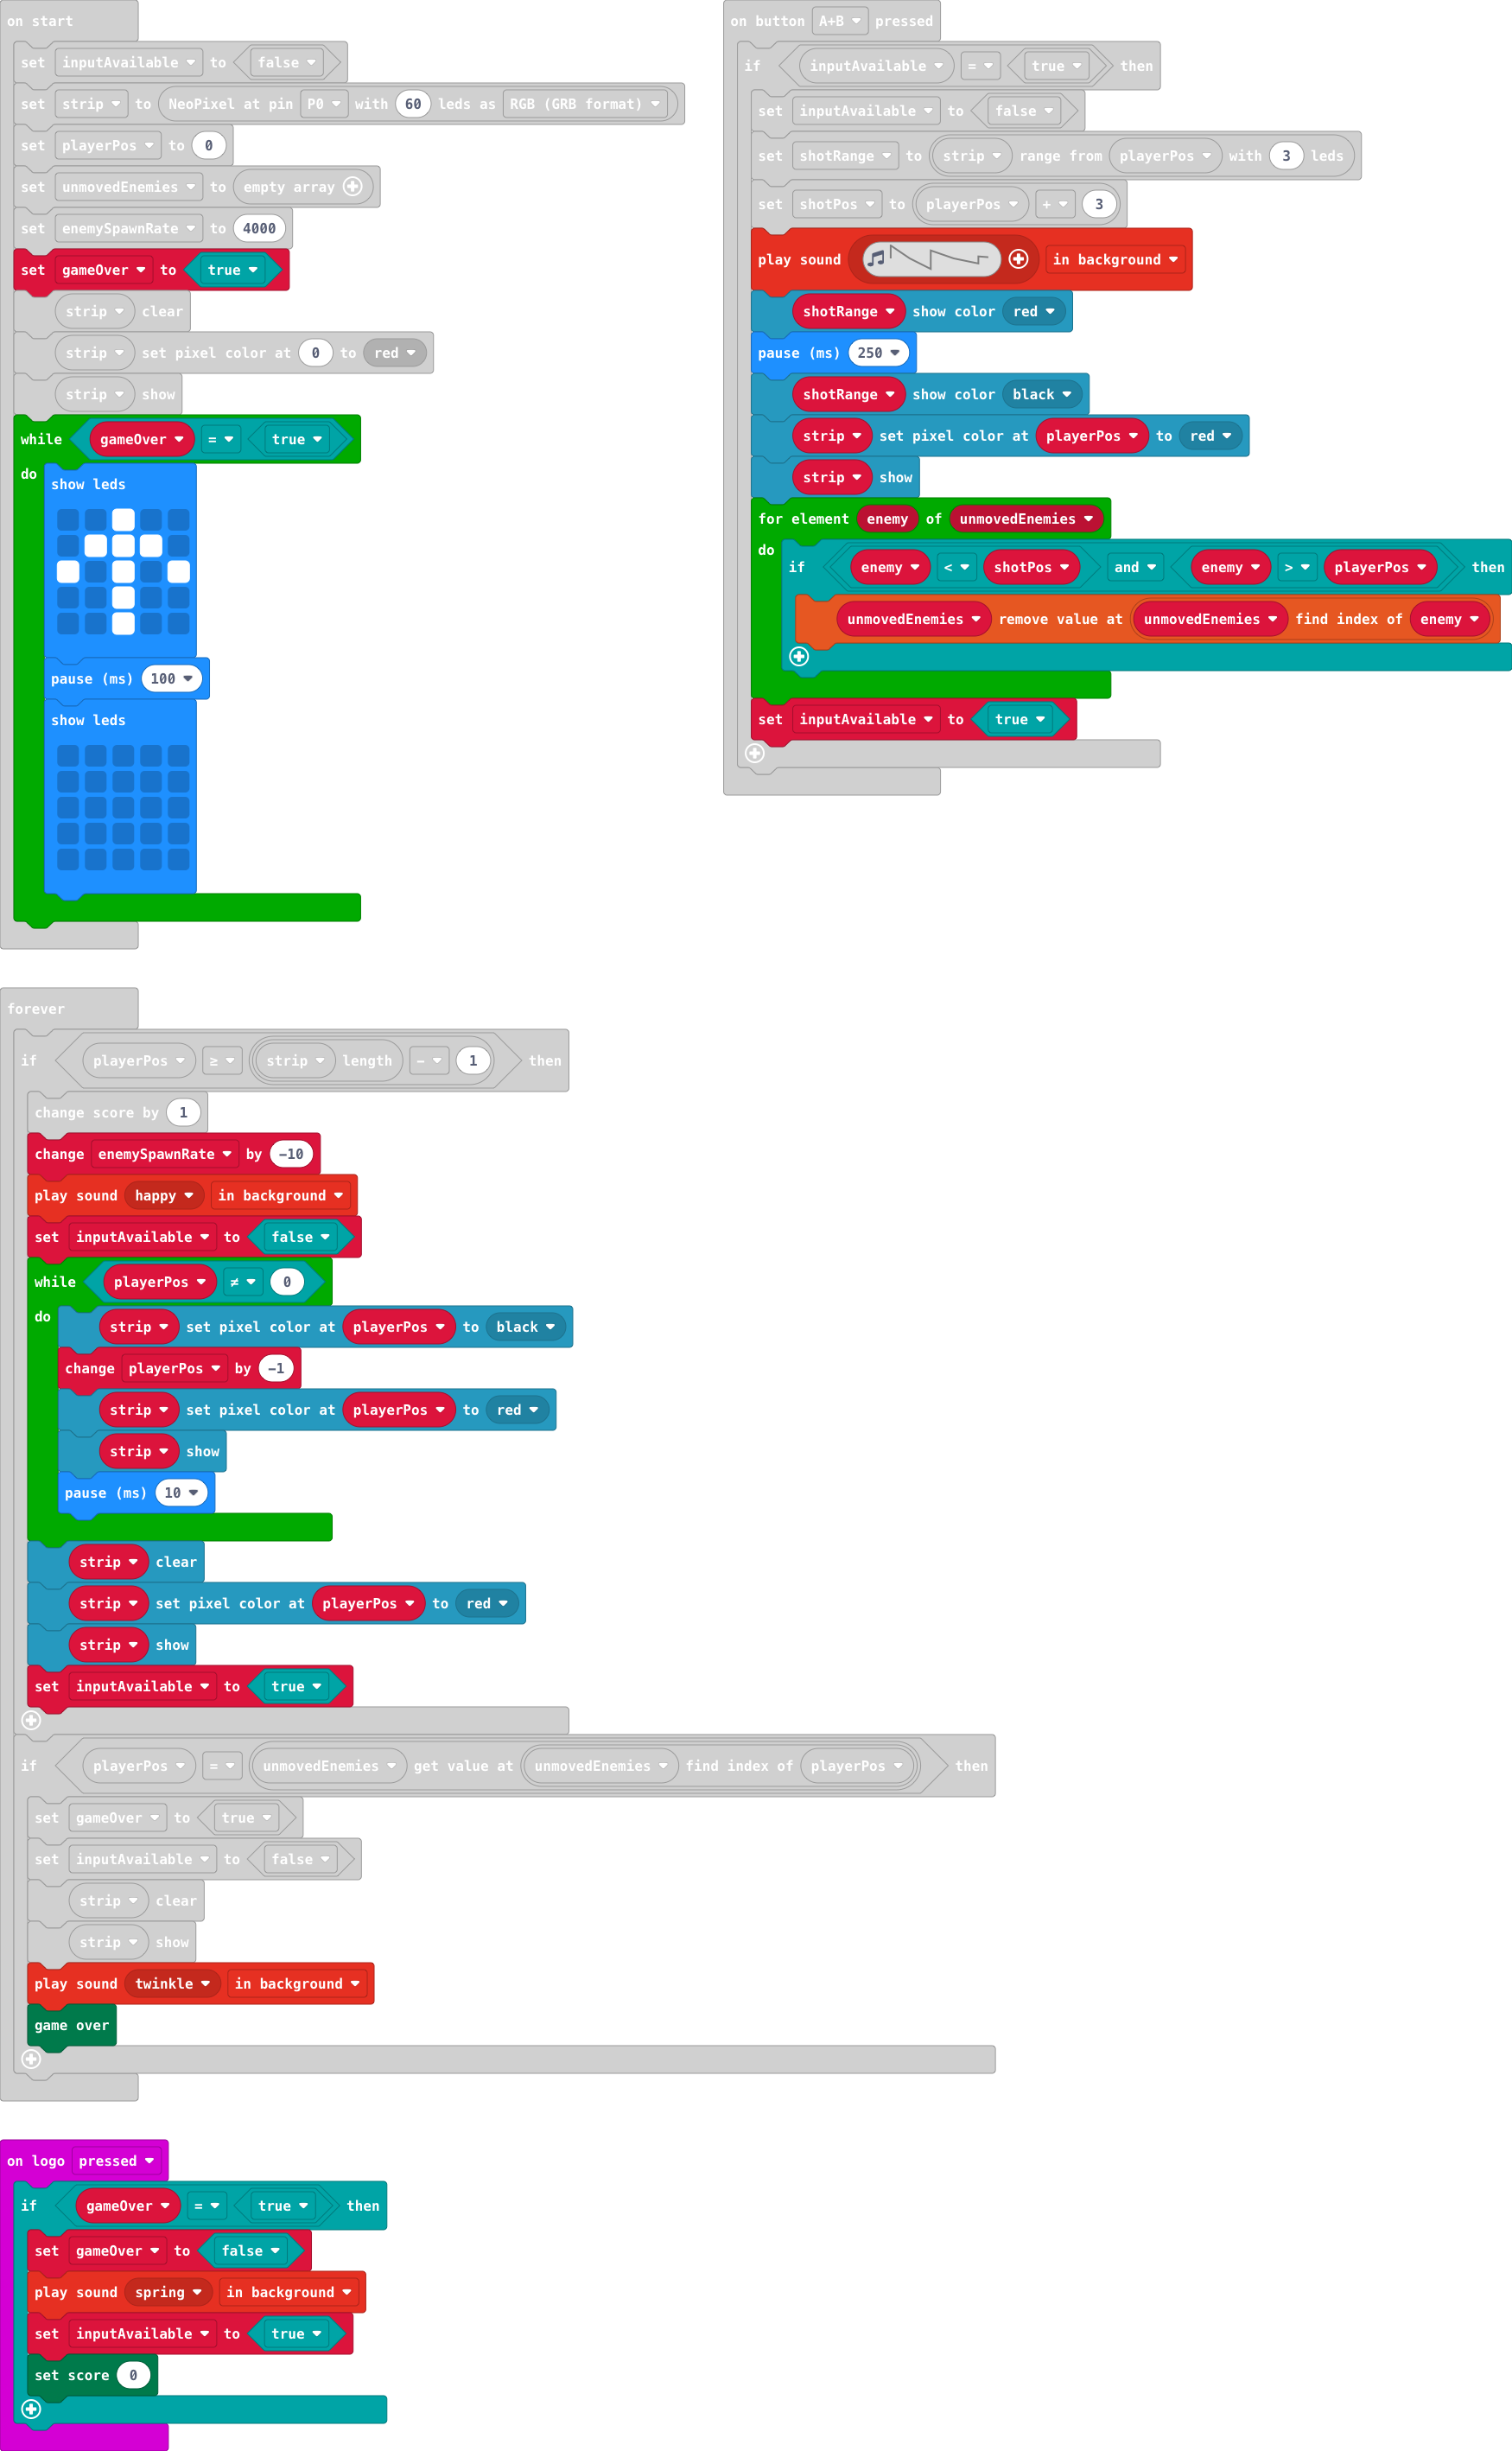 on start
set inputAvailable to false
set strip to NeoPixel at pin P0 with 60 leds as RGB (GRB format)
set playerPos to 0
set unmovedEnemies to empty array
set enemySpawnRate to 4000
set gameOver to true
strip clear
strip set pixel color at 0 to red
strip show
while gameOver = true
do
show leds
pause (ms) 100
show leds
on button A+B pressed
if inputAvailable = true then
set inputAvailable to false
set shotRange to strip range from playerPos with 3 leds
set shotPos to playerPos + 3
play sound in background
shotRange show color red
pause (ms) 250
shotRange show color black
strip set pixel color at playerPos to red
strip show
for element enemy of unmovedEnemies
do
if enemy < shotPos and enemy > playerPos then
unmovedEnemies remove value at unmovedEnemies find index of enemy
set inputAvailable to true
forever
if playerPos ≥ strip length - 1 then
change score by 1
change enemySpawnRate by -10
play sound happy in background
set inputAvailable to false
while playerPos ≠ 0
do
strip set pixel color at playerPos to black
change playerPos by -1
strip set pixel color at playerPos to red
strip show
pause (ms) 10
strip clear
strip set pixel color at playerPos to red
strip show
set inputAvailable to true
if playerPos = unmovedEnemies get value at unmovedEnemies find index of playerPos then
set gameOver to true
set inputAvailable to false
strip clear
strip show
play sound twinkle in background
game over
on logo pressed
if gameOver = true then
set gameOver to false
play sound spring in background
set inputAvailable to true
set score 0